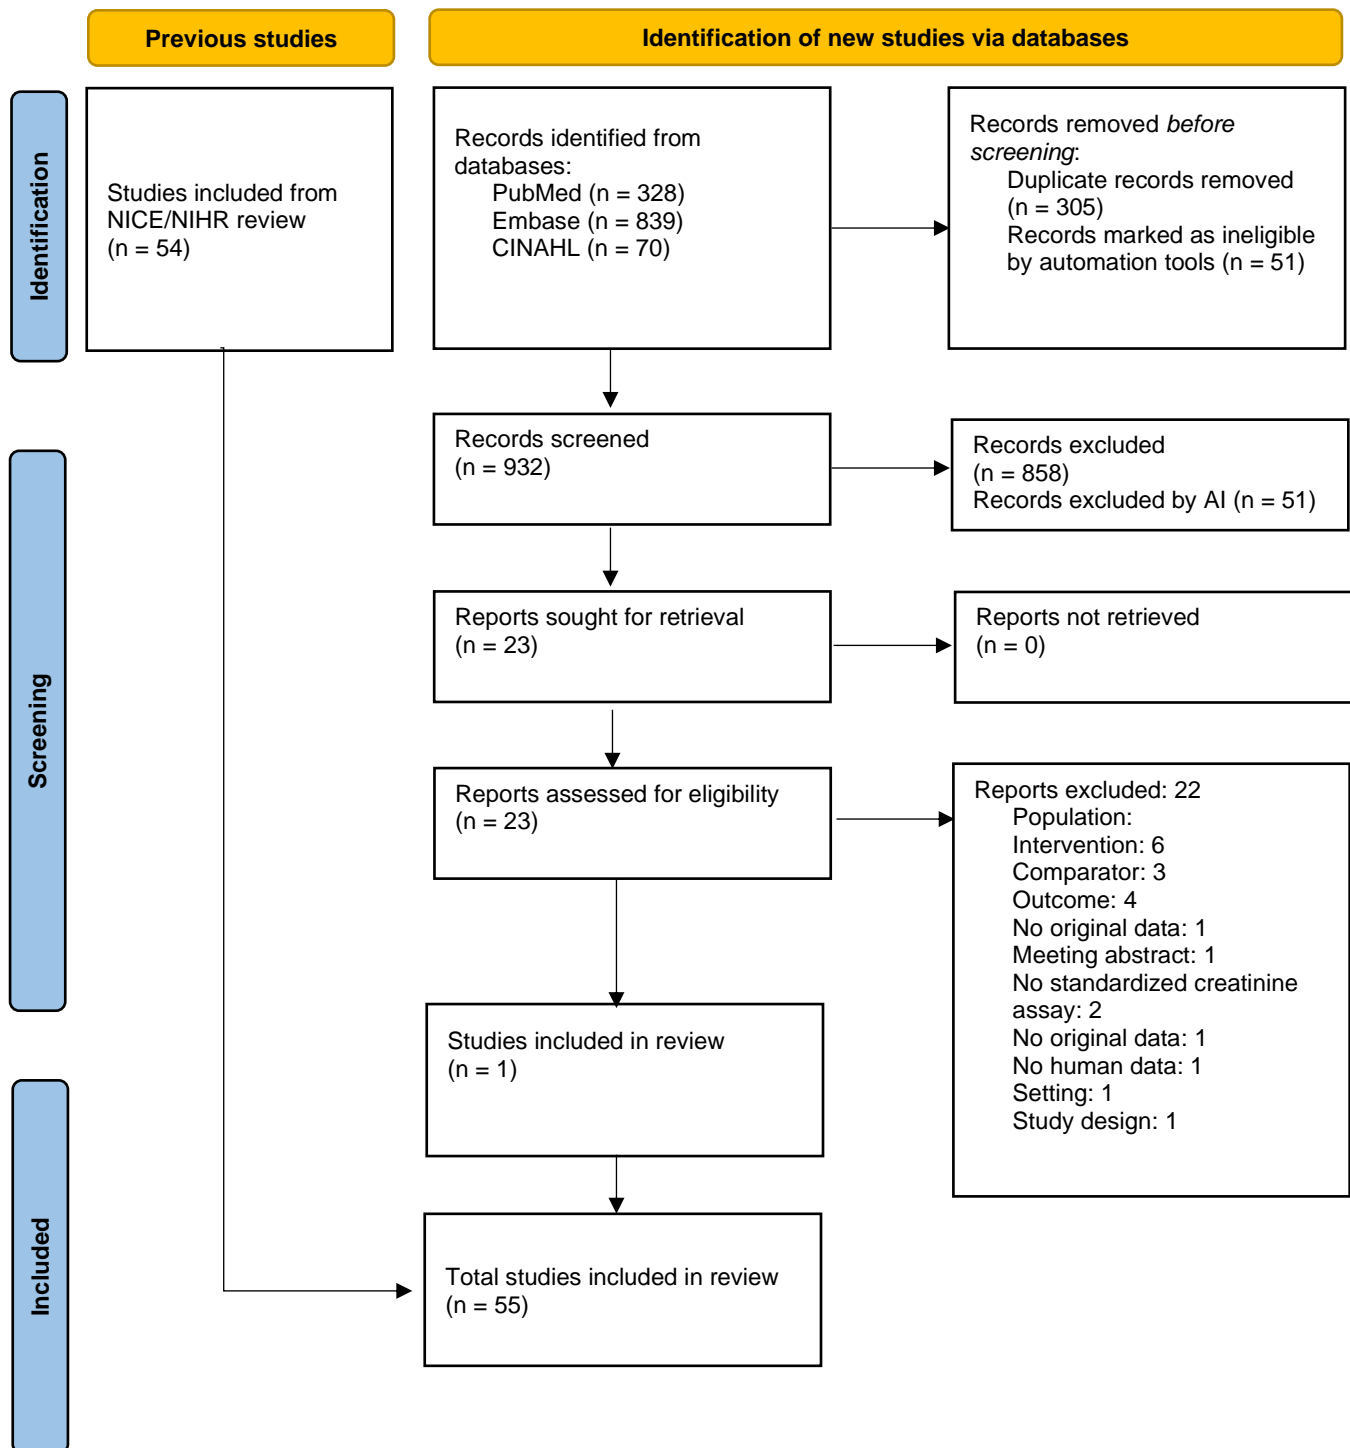 Previous studies
Identification of new studies via databases
Identification
Studies included from
NICE/NIHR review
(n = 54)
Records identified from
databases:
PubMed (n = 328)
Embase (n = 839)
CINAHL (n = 70)
Records removed before
screening:
Duplicate records removed
(n = 305)
Records marked as ineligible
by automation tools (n = 51)
Screening
Records screened
(n = 932)
Records excluded
(n = 858)
Records excluded by AI (n = 51)
Reports sought for retrieval
(n = 23)
Reports not retrieved
(n = 0)
Reports assessed for eligibility
(n = 23)
Reports excluded: 22
Population:
Intervention: 6
Comparator: 3
Outcome: 4
No original data: 1
Meeting abstract: 1
No standardized creatinine
assay: 2
No original data: 1
No human data: 1
Setting: 1
Study design: 1
Studies included in review
(n = 1)
Included
Total studies included in review
(n = 55)